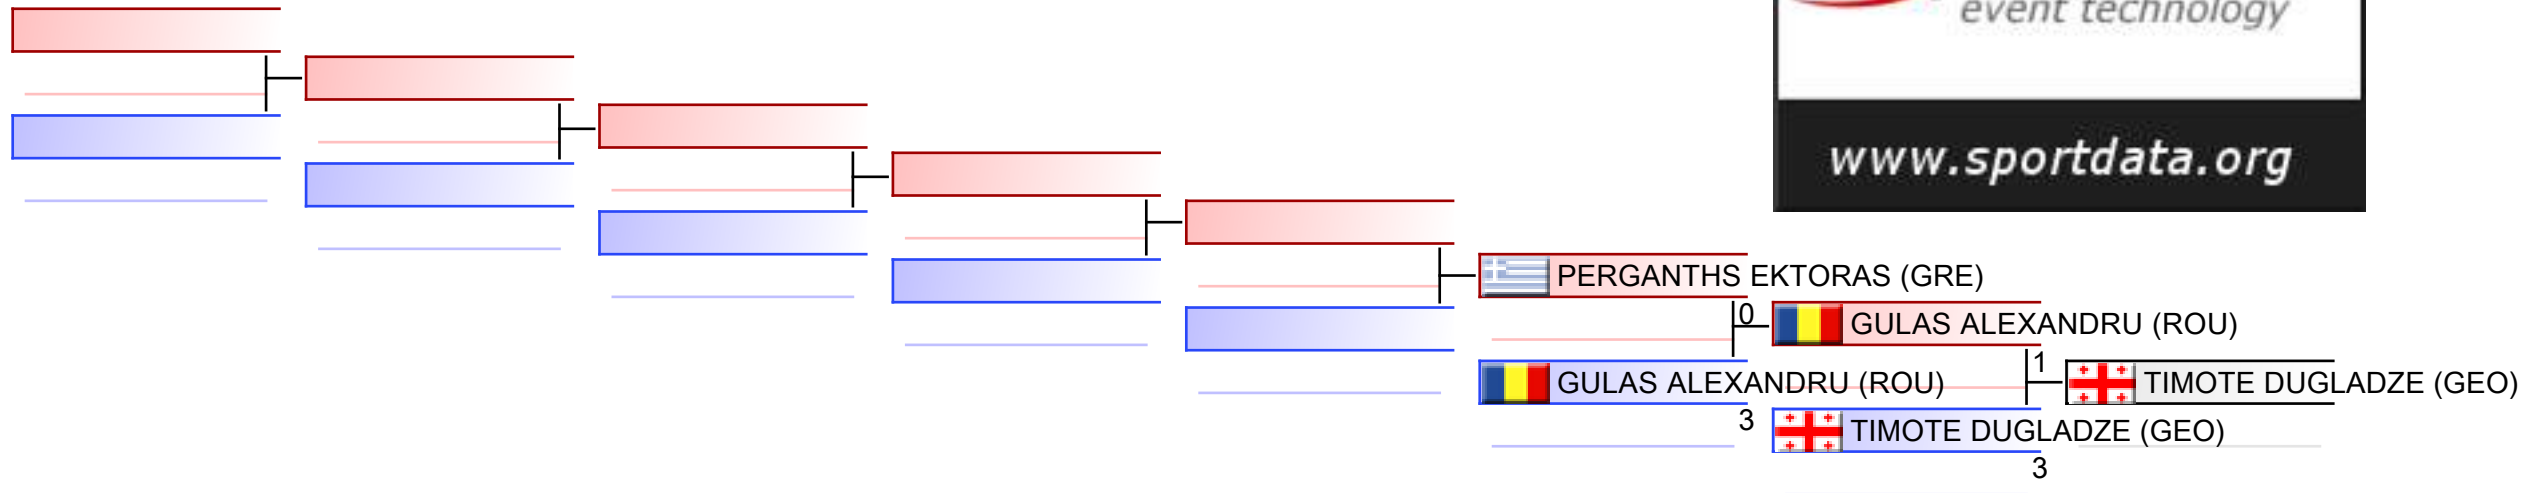 event technology
www.sportdata.org
PERGANTHS EKTORAS (GRE)
0
GULAS ALEXANDRU (ROU)
GULAS ALEXANDRU (ROU)
3
1
TIMOTE DUGLADZE (GEO)
TIMOTE DUGLADZE (GEO)
3